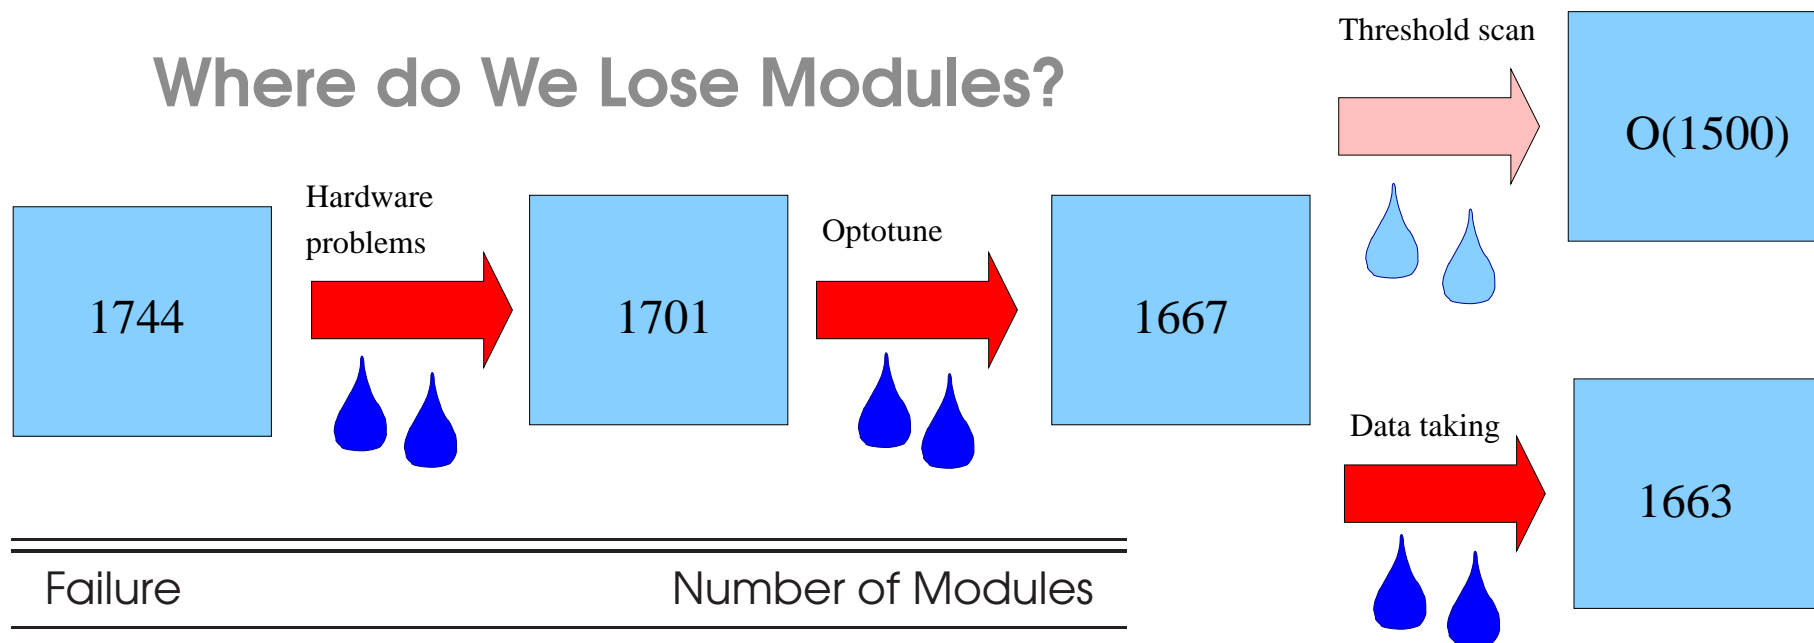 Where do We Lose Modules?
Threshold scan
O(1500)
1744
Hardware
problems
1701
Optotune
1667
Data taking
1663
Failure Number of Modules